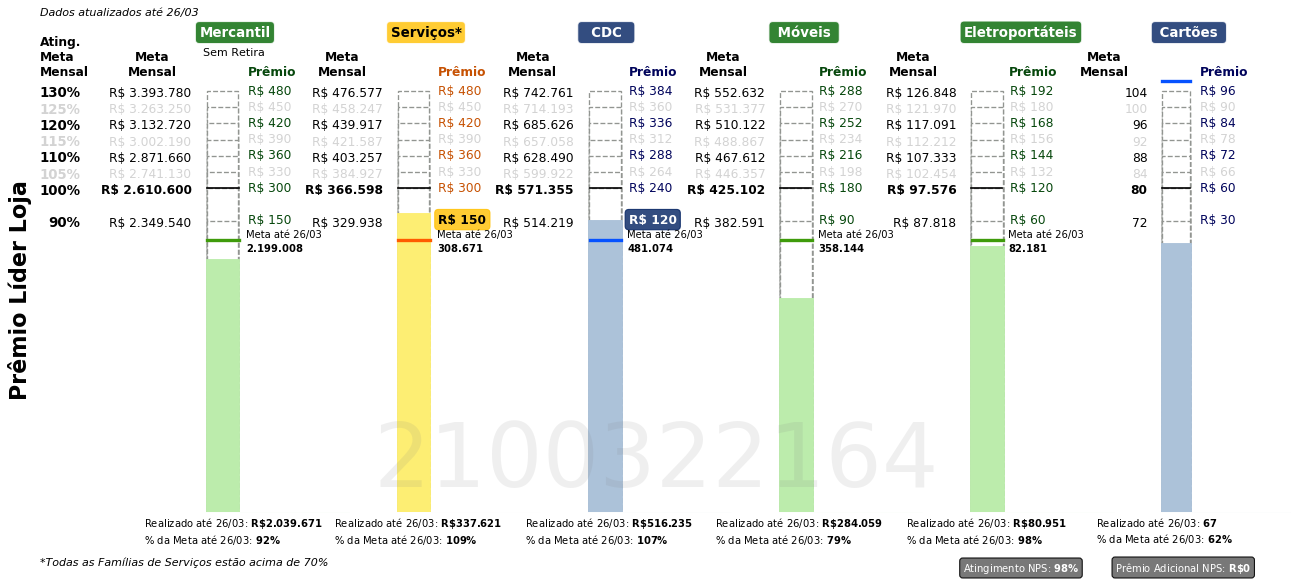 Dados atualizados até 26/03
Mercantil Serviços* CDC Móveis Eletroportáteis Cartões
Sem Retira
Ating. Meta Mensal
Meta Mensal Prêmio Meta Mensal Prêmio Meta Mensal Prêmio Meta Mensal Prêmio Meta Mensal Prêmio Meta Mensal Prêmio
130% R$ 3.393.780 R$ 480 R$ 476.577 R$ 480 R$ 742.761 R$ 384 R$ 552.632 R$ 288 R$ 126.848 R$ 192 104 R$ 96
125% R$ 3.263.250 R$ 450 R$ 458.247 R$ 450 R$ 714.193 R$ 360 R$ 531.377 R$ 270 R$ 121.970 R$ 180 100 R$ 90
120% R$ 3.132.720 R$ 420 R$ 439.917 R$ 420 R$ 685.626 R$ 336 R$ 510.122 R$ 252 R$ 117.091 R$ 168 96 R$ 84
115% R$ 3.002.190 R$ 390 R$ 421.587 R$ 390 R$ 657.058 R$ 312 R$ 488.867 R$ 234 R$ 112.212 R$ 156 92 R$ 78
110% R$ 2.871.660 R$ 360 R$ 403.257 R$ 360 R$ 628.490 R$ 288 R$ 467.612 R$ 216 R$ 107.333 R$ 144 88 R$ 72
105% R$ 2.741.130 R$ 330 R$ 384.927 R$ 330 R$ 599.922 R$ 264 R$ 446.357 R$ 198 R$ 102.454 R$ 132 84 R$ 66
100% R$ 2.610.600 R$ 300 R$ 366.598 R$ 300 R$ 571.355 R$ 240 R$ 425.102 R$ 180 R$ 97.576 R$ 120 80 R$ 60
90% R$ 2.349.540 R$ 150 R$ 329.938 R$ 150 R$ 514.219 R$ 120 R$ 382.591 R$ 90 R$ 87.818 R$ 60 72 R$ 30
Meta até 26/03 Meta até 26/03 Meta até 26/03 Meta até 26/03 Meta até 26/03
2.199.008 308.671 481.074 358.144 82.181
Prêmio Líder Loja
2100322164
Realizado até 26/03: R$2.039.671 Realizado até 26/03: R$337.621 Realizado até 26/03: R$516.235 Realizado até 26/03: R$284.059 Realizado até 26/03: R$80.951 Realizado até 26/03: 67
% da Meta até 26/03: 92% % da Meta até 26/03: 109% % da Meta até 26/03: 107% % da Meta até 26/03: 79% % da Meta até 26/03: 98% % da Meta até 26/03: 62%
*Todas as Famílias de Serviços estão acima de 70%
Atingimento NPS: 98% Prêmio Adicional NPS: R$0